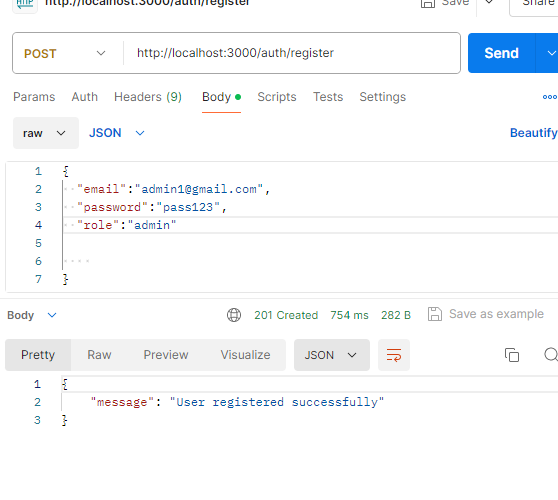 HTTP http://localhost:3000/auth/register Save Share
POST http://localhost:3000/auth/register Send
Params Auth Headers (9) Body Scripts Tests Settings
raw JSON Beautify
1 {
2 "email":"admin1@gmail.com",
3 "password":"pass123",
4 "role":"admin"
5
6
7 }
Body 201 Created 754 ms 282 B Save as example
Pretty Raw Preview Visualize JSON
1 {
2 "message": "User registered successfully"
3 }